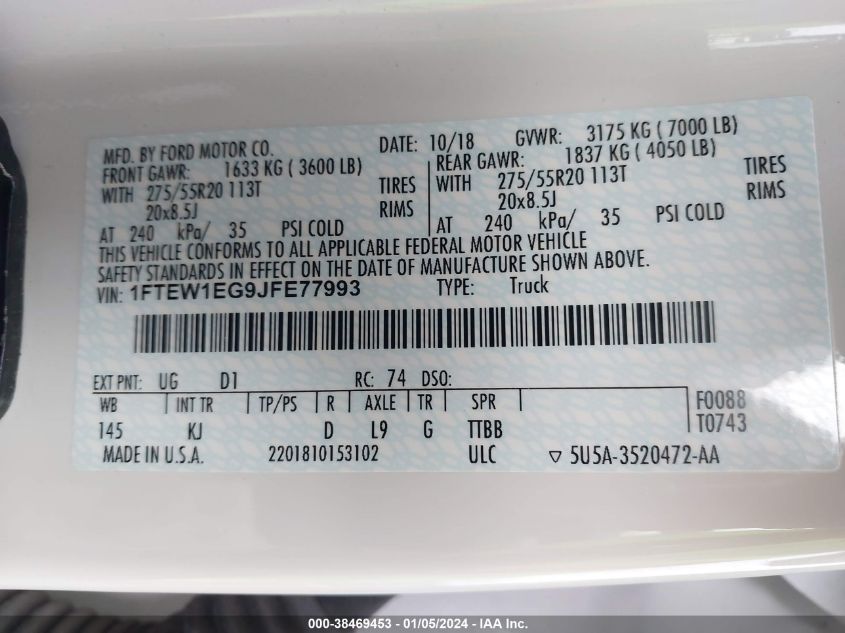 MFD. BY FORD MOTOR CO. DATE: 10/18 GVWR: 3175 KG ( 7000 LB)
FRONT GAWR: 1633 KG ( 3600 LB) REAR GAWR: 1837 KG ( 4050 LB)
WITH 275/55R20 113T TIRES WITH 275/55R20 113T TIRES
20x8.5J RIMS 20x8.5J RIMS
AT 240 kPa/ 35 PSI COLD AT 240 kPa/ 35 PSI COLD
THIS VEHICLE CONFORMS TO ALL APPLICABLE FEDERAL MOTOR VEHICLE
SAFETY STANDARDS IN EFFECT ON THE DATE OF MANUFACTURE SHOWN ABOVE.
VIN: 1FTEW1EG9JFE77993 TYPE: Truck
EXT PNT: UG D1 RC: 74 DSO:
WB INT TR TP/PS R AXLE TR SPR F0088
145 KJ D L9 G TTBB T0743
MADE IN U.S.A. 2201810153102 ULC ▽ 5U5A-3520472-AA
000-38469453 - 01/05/2024 - IAA Inc.